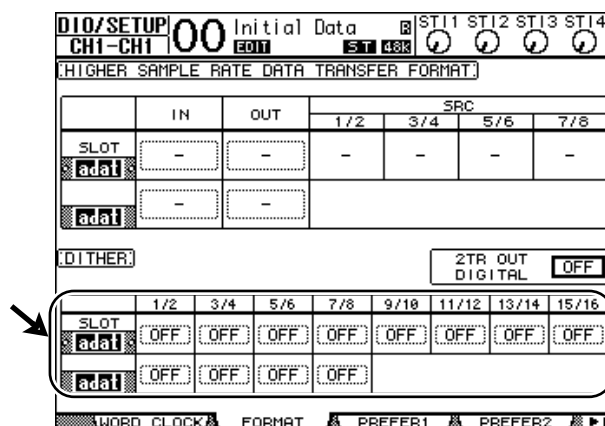 DIO/SETUP 00 Initial Data R ST1 ST2 ST3 ST4
CH1-CH1 EDIT ST 48K
HIGHER SAMPLE RATE DATA TRANSFER FORMAT
IN OUT SRC
1/2 3/4 5/6 7/8
SLOT
adat - - - - - -
adat - -
DITHER 2TR OUT DIGITAL OFF
1/2 3/4 5/6 7/8 9/10 11/12 13/14 15/16
SLOT
adat OFF OFF OFF OFF OFF OFF OFF OFF
adat OFF OFF OFF OFF
WORD CLOCK FORMAT PREFER1 PREFER2